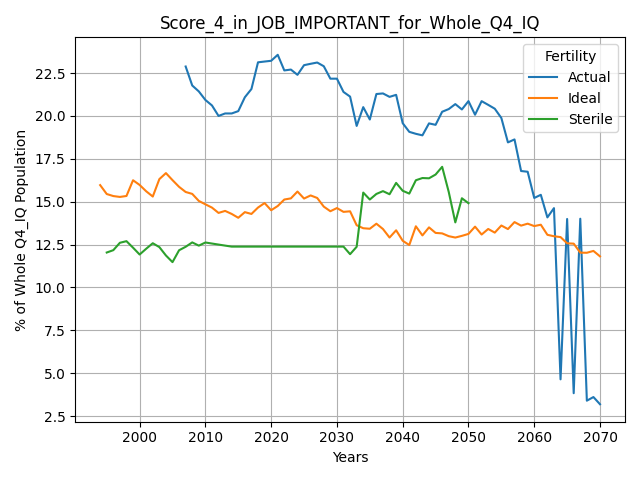 Score_4_in_JOB_IMPORTANT_for_Whole_Q4_IQ
Fertility
Actual
Ideal
Sterile
% of Whole Q4_IQ Population
22.5
20.0
17.5
15.0
12.5
10.0
7.5
5.0
2.5
2000 2010 2020 2030 2040 2050 2060 2070
Years